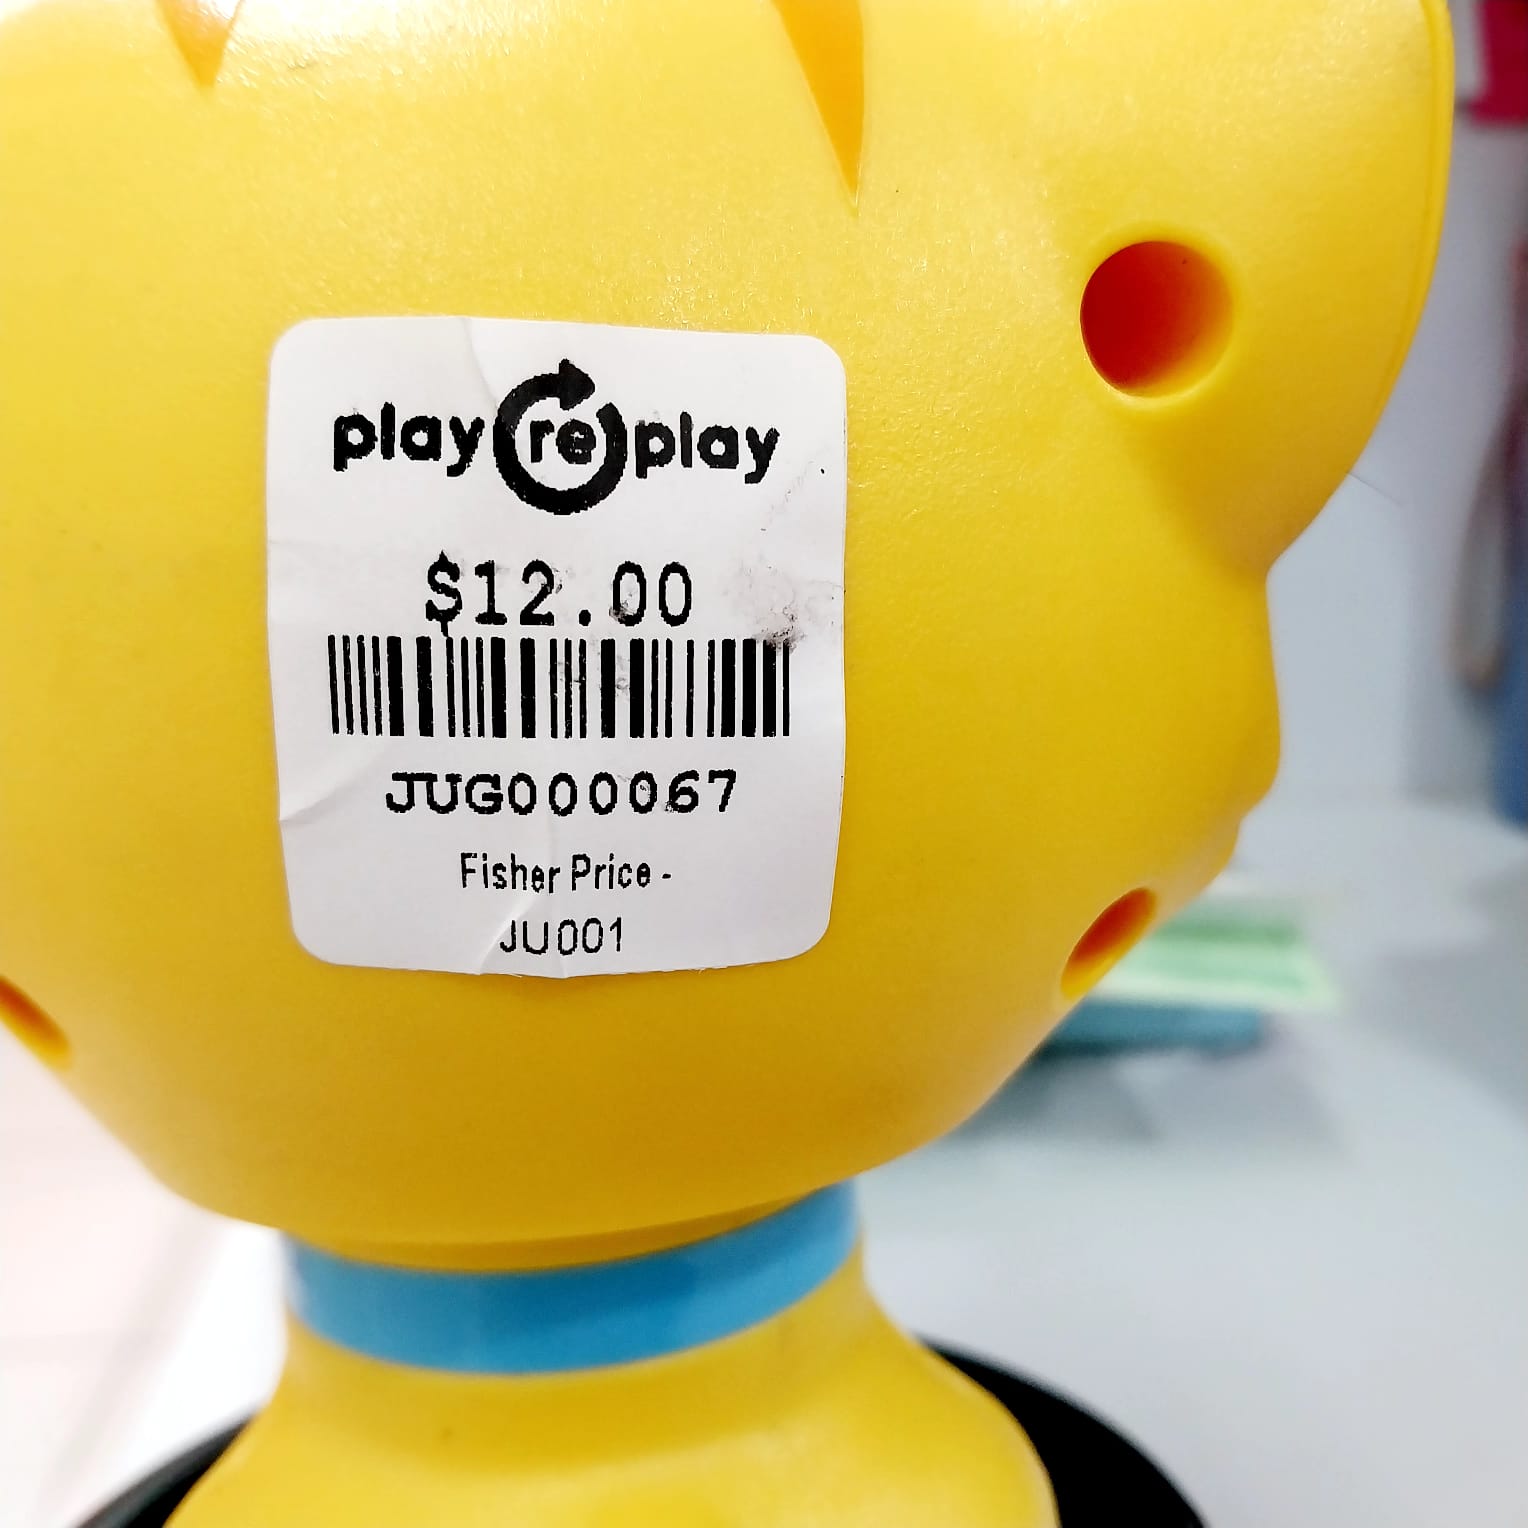 play re play
$12.00
JUG000067
Fisher Price -
JU001